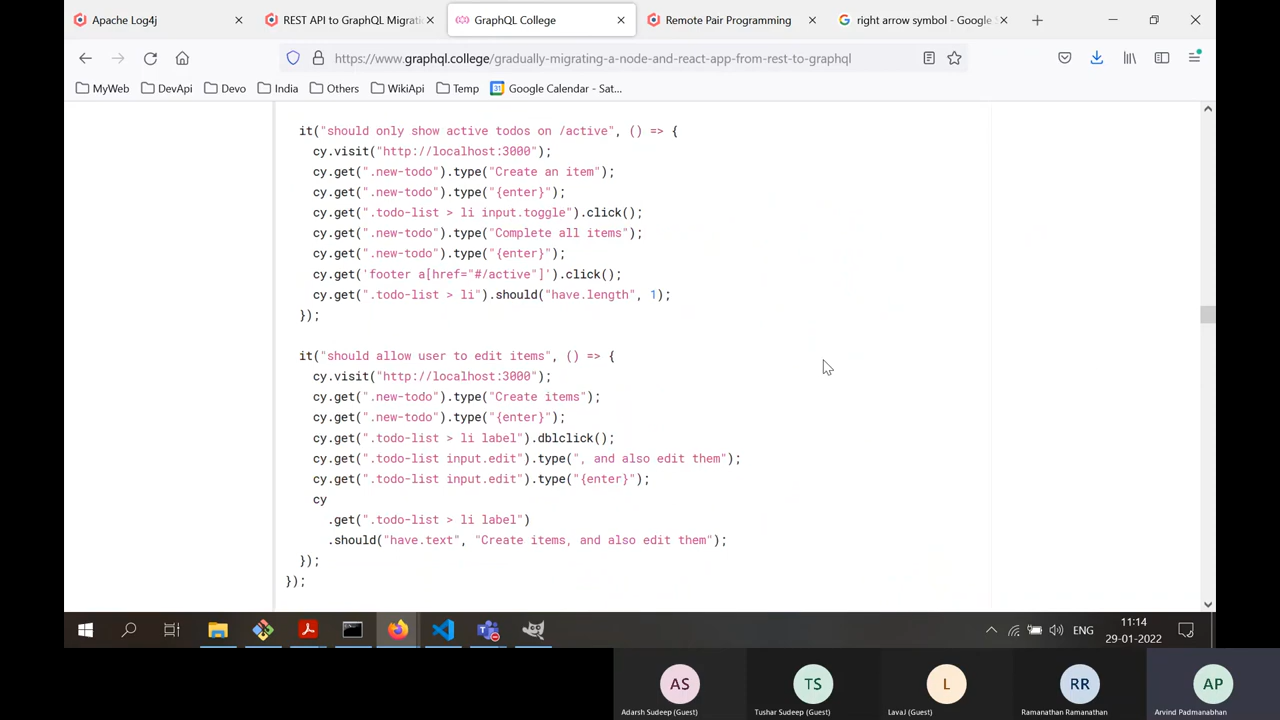 Apache Log4j
REST API to GraphQL Migrati
GraphQL College
Remote Pair Programming
right arrow symbol - Google S
https://www.graphql.college/gradually-migrating-a-node-and-react-app-from-rest-to-graphql
MyWeb DevApi Devo India Others WikiApi Temp Google Calendar - Sat...
it("should only show active todos on /active", () => {
cy.visit("http://localhost:3000");
cy.get(".new-todo").type("Create an item");
cy.get(".new-todo").type("{enter}");
cy.get(".todo-list > li input.toggle").click();
cy.get(".new-todo").type("Complete all items");
cy.get(".new-todo").type("{enter}");
cy.get('footer a[href="#/active"]').click();
cy.get(".todo-list > li").should("have.length", 1);
});
it("should allow user to edit items", () => {
cy.visit("http://localhost:3000");
cy.get(".new-todo").type("Create items");
cy.get(".new-todo").type("{enter}");
cy.get(".todo-list > li label").dblclick();
cy.get(".todo-list input.edit").type(", and also edit them");
cy.get(".todo-list input.edit").type("{enter}");
cy
.get(".todo-list > li label")
.should("have.text", "Create items, and also edit them");
});
});
ENG
11:14
29-01-2022
AS TS L RR AP
Adarsh Sudeep (Guest) Tushar Sudeep (Guest) LavaJ (Guest) Ramanathan Ramanathan Arvind Padmanabhan